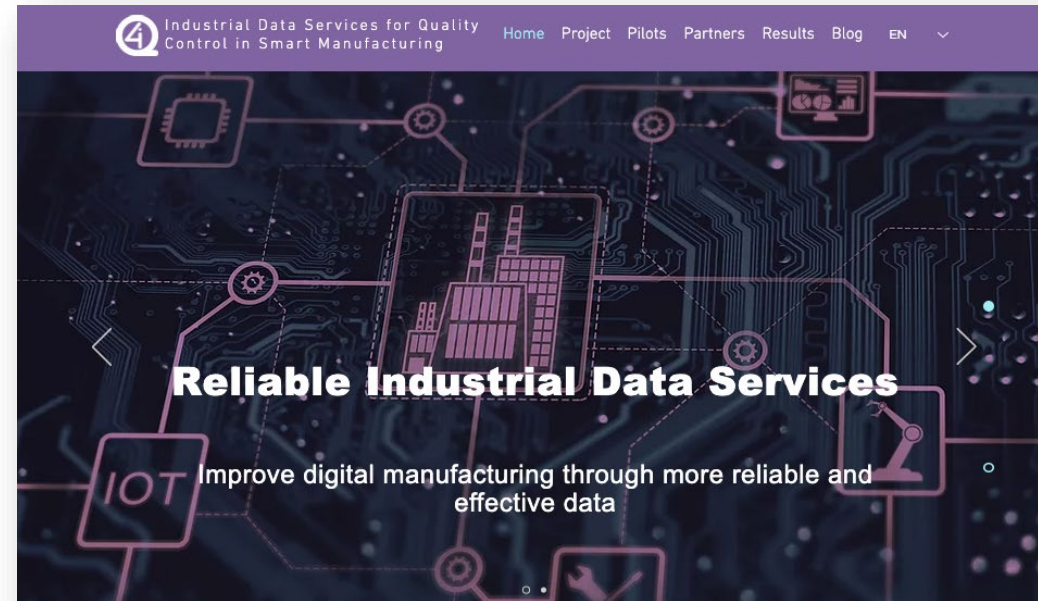 i4Q
Industrial Data Services for Quality
Control in Smart Manufacturing
Home Project Pilots Partners Results Blog EN
Reliable Industrial Data Services
IOT
Improve digital manufacturing through more reliable and
effective data